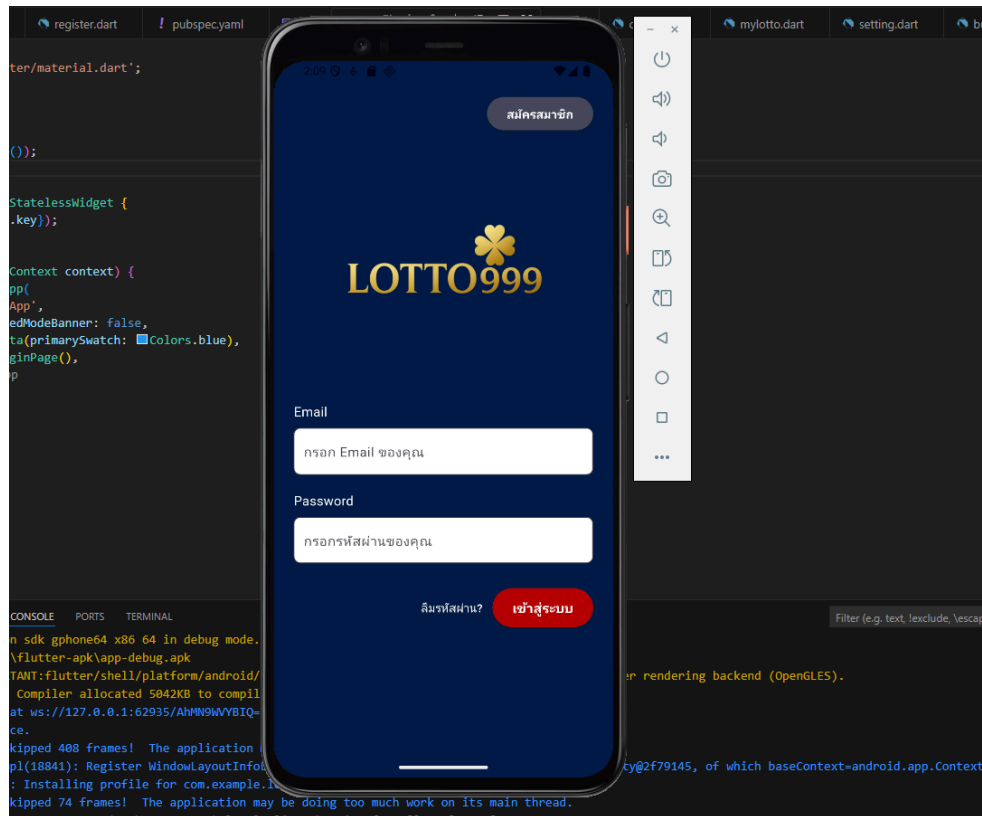 register.dart
pubspec.yaml
mylotto.dart
setting.dart
ter/material.dart';
());
StatelessWidget {
.key});
Context context) {
pp(
App',
edModeBanner: false,
ta(primarySwatch: Colors.blue),
ginPage(),
p
2:09
สมัครสมาชิก
LOTTO999
Email
กรอก Email ของคุณ
Password
กรอกรหัสผ่านของคุณ
ลืมรหัสผ่าน?
เข้าสู่ระบบ
CONSOLE PORTS TERMINAL
Filter (e.g. text, !exclude, \escap
n sdk gphone64 x86 64 in debug mode.
\flutter-apk\app-debug.apk
TANT:flutter/shell/platform/android/
er rendering backend (OpenGLES).
Compiler allocated 5042KB to compil
at ws://127.0.0.1:62935/AhMN9WVYBIQ=
ce.
kipped 408 frames! The application
pl(18841): Register WindowLayoutInfo
ty@2f79145, of which baseContext=android.app.Context
: Installing profile for com.example.l
kipped 74 frames! The application may be doing too much work on its main thread.